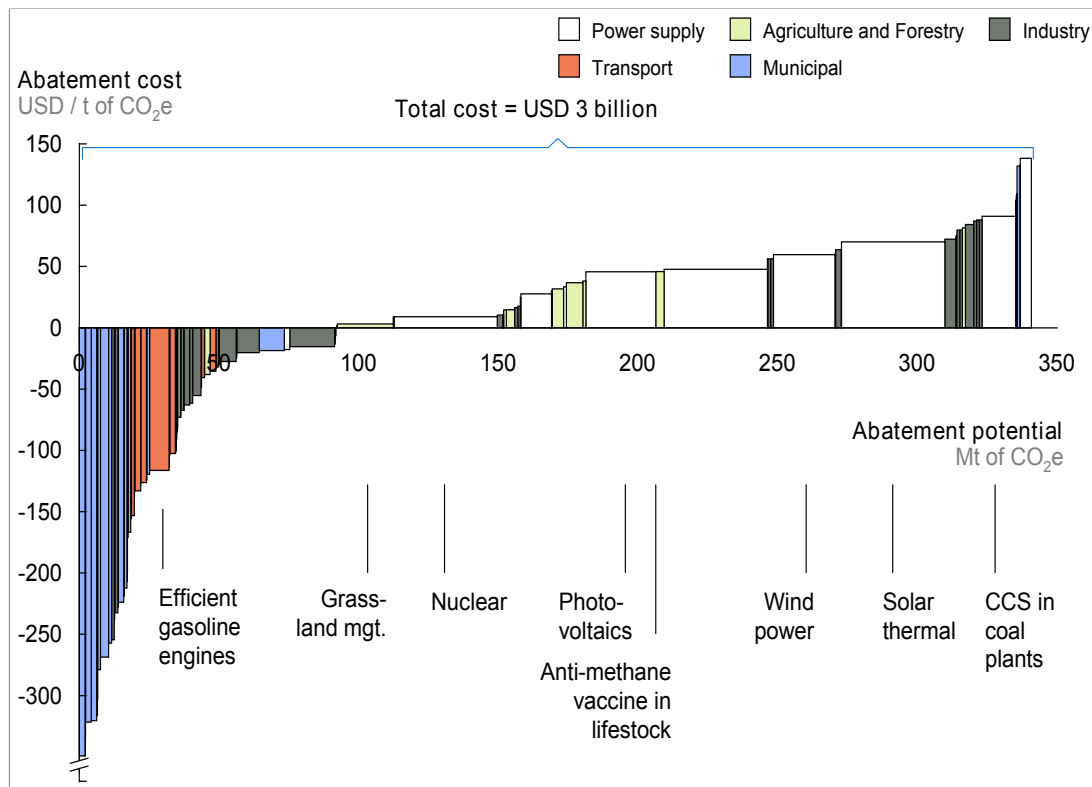 Power supply
Agriculture and Forestry
Industry
Transport
Municipal
Abatement cost
USD / t of CO₂e
Total cost = USD 3 billion
150
100
50
0
-50
-100
-150
-200
-250
-300
0
50
100
150
200
250
300
350
Abatement potential
Mt of CO₂e
Efficient
gasoline
engines
Grass-
land mgt.
Nuclear
Photo-
voltaics
Anti-methane
vaccine in
lifestock
Wind
power
Solar
thermal
CCS in
coal
plants